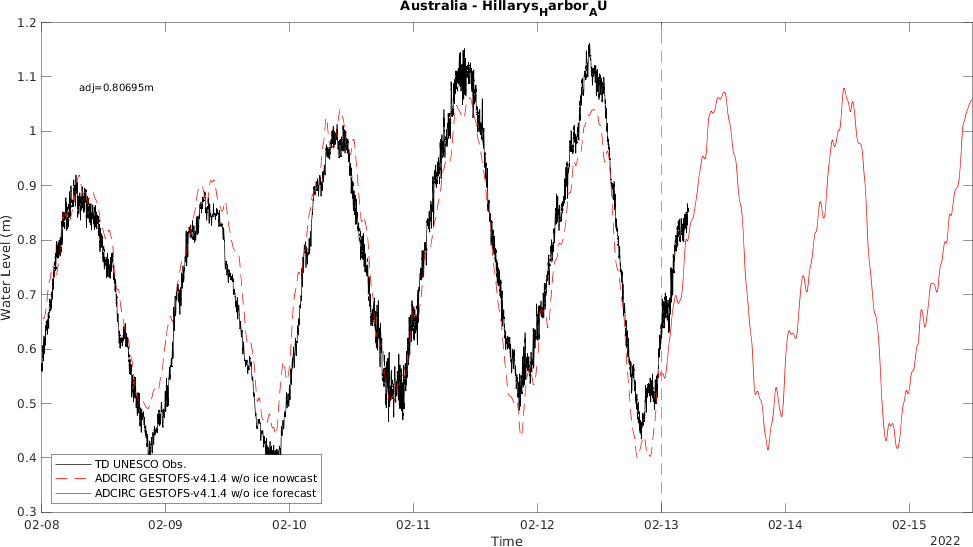 Australia - HillarysHarborAU
1.2
1.1
adj=0.80695m
1
0.9
0.8
Water Level (m)
0.7
0.6
0.5
0.4
0.3
TD UNESCO Obs.
ADCIRC GESTOFS-v4.1.4 w/o ice nowcast
ADCIRC GESTOFS-v4.1.4 w/o ice forecast
02-08 02-09 02-10 02-11 02-12 02-13 02-14 02-15
Time
2022